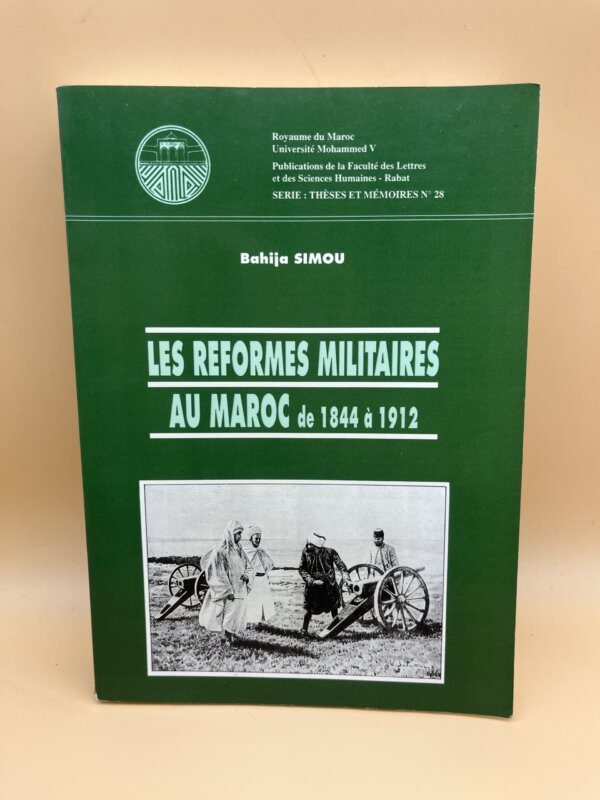 Royaume du Maroc
Université Mohammed V
Publications de la Faculté des Lettres
et des Sciences Humaines - Rabat
SERIE : THÈSES ET MÉMOIRES N° 28
Bahija SIMOU
LES REFORMES MILITAIRES
AU MAROC de 1844 à 1912